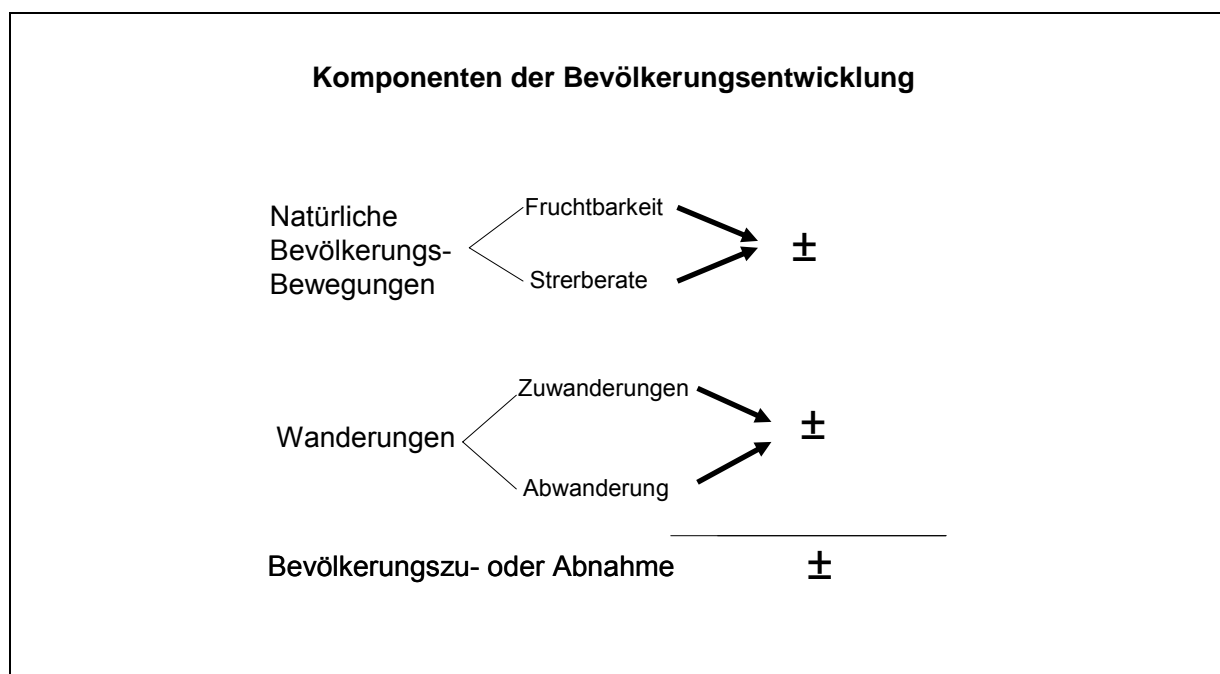 Komponenten der Bevölkerungsentwicklung
Natürliche
Bevölkerungs-
Bewegungen
Fruchtbarkeit
Strerberate
±
Wanderungen
Zuwanderungen
Abwanderung
±
Bevölkerungszu- oder Abnahme ±